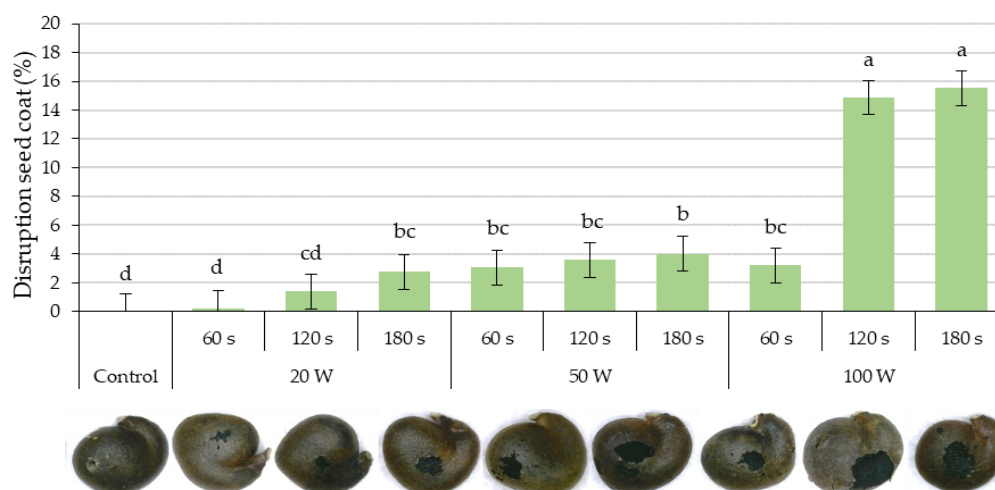 Disruption seed coat (%)
20
18
16
14
12
10
8
6
4
2
0
d
d
cd
bc
bc
bc
b
bc
a
a
60 s 120 s 180 s 60 s 120 s 180 s 60 s 120 s 180 s
Control 20 W 50 W 100 W